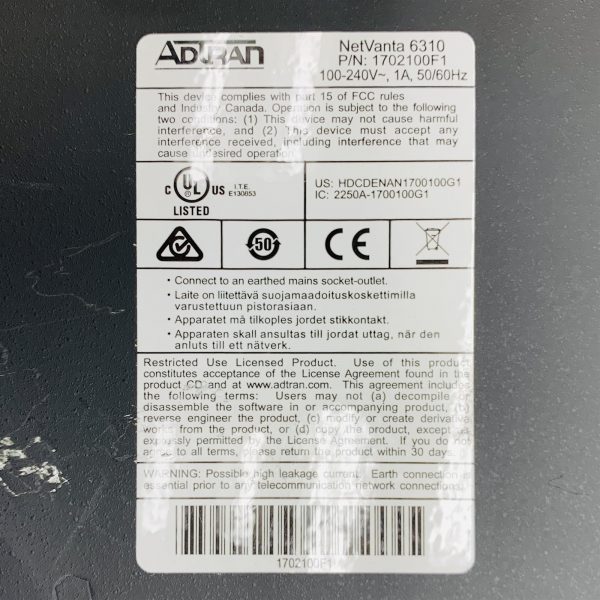 ADTRAN
NetVanta 6310
P/N: 1702100F1
100-240V~, 1A, 50/60Hz
This device complies with part 15 of FCC rules
and Industry Canada. Operation is subject to the following
two conditions: (1) This device may not cause harmful
interference, and (2) This device must accept any
interference received, including interference that may
cause undesired operation.
C UL US
LISTED
I.T.E.
E130653
US: HDCDENAN1700100G1
IC: 2250A-1700100G1
50
CE
• Connect to an earthed mains socket-outlet.
• Laite on liitettävä suojamaadoituskoskettimilla
varustettuun pistorasiaan.
• Apparatet må tilkoples jordet stikkontakt.
• Apparaten skall ansultas till jordat uttag, när den
anluts till ett nätverk.
Restricted Use Licensed Product. Use of this product
constitutes acceptance of the License Agreement found in the
product CD and at www.adtran.com. This agreement includes
the following terms: Users may not (a) decompile or
disassemble the software in or accompanying product, (b)
reverse engineer the product, (c) modify or create derivative
works from the product, or (d) copy the product, except as
expressly permitted by the License Agreement. If you do not
agree to all terms, please return the product within 30 days.
WARNING: Possible high leakage current. Earth connection is
essential prior to any telecommunication network connections.
1702100F1